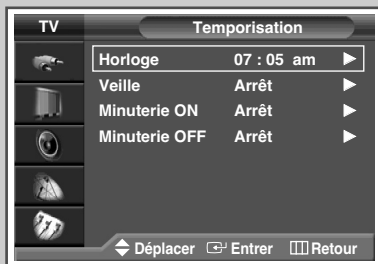 TV Temporisation
Horloge 07 : 05 am
Veille Arrêt
Minuterie ON Arrêt
Minuterie OFF Arrêt
Déplacer Entrer Retour